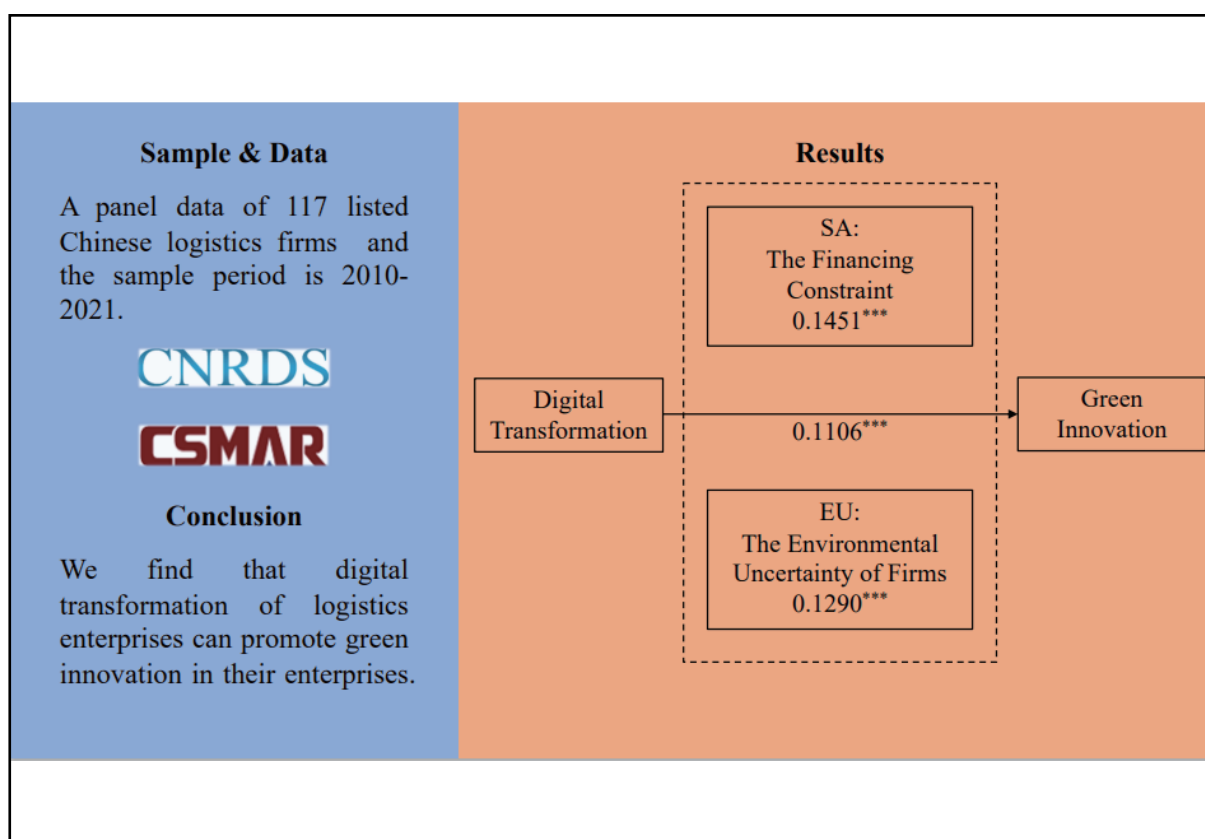 Sample & Data
A panel data of 117 listed
Chinese logistics firms and
the sample period is 2010-
2021.
CNRDS
CSMAR
Conclusion
We find that digital
transformation of logistics
enterprises can promote green
innovation in their enterprises.
Results
SA:
The Financing
Constraint
0.1451***
Digital
Transformation
0.1106***
Green
Innovation
EU:
The Environmental
Uncertainty of Firms
0.1290***